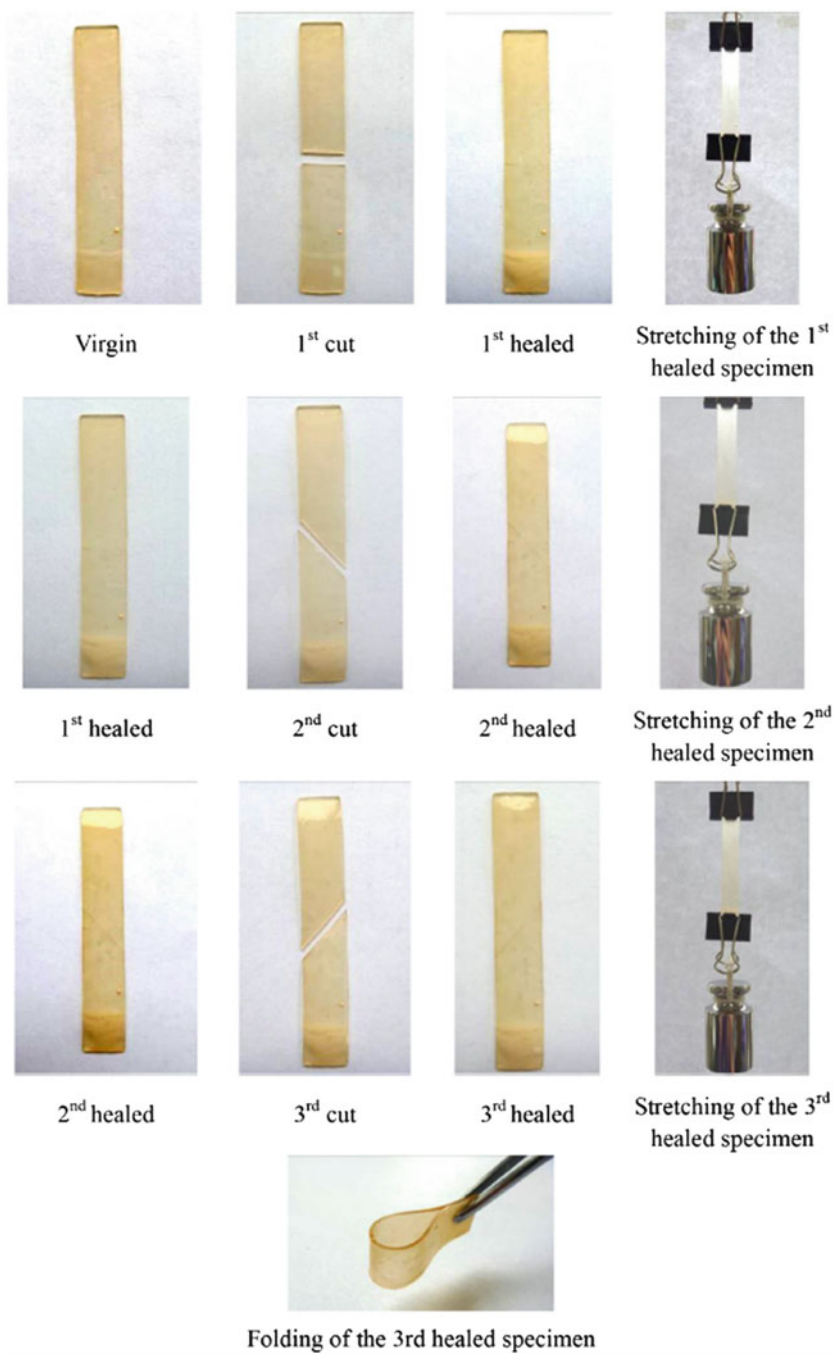 Virgin
1st cut
1st healed
Stretching of the 1st
healed specimen
1st healed
2nd cut
2nd healed
Stretching of the 2nd
healed specimen
2nd healed
3rd cut
3rd healed
Stretching of the 3rd
healed specimen
Folding of the 3rd healed specimen